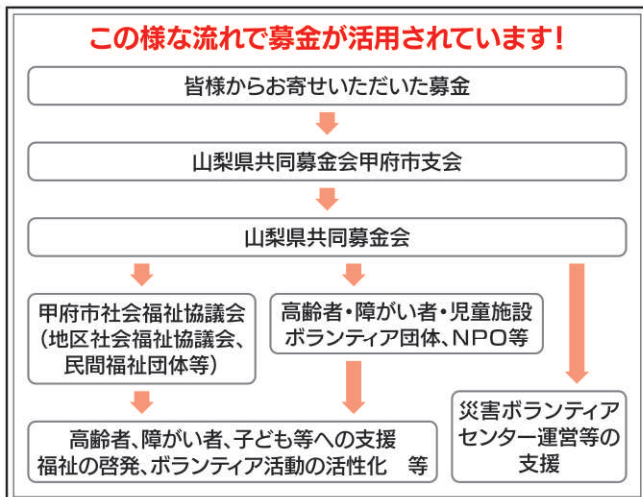 この様な流れで募金が活用されています!
皆様からお寄せいただいた募金
山梨県共同募金会甲府市支会
山梨県共同募金会
甲府市社会福祉協議会
(地区社会福祉協議会、
民間福祉団体等)
高齢者・障がい者・児童施設
ボランティア団体、NPO等
高齢者、障がい者、子ども等への支援
福祉の啓発、ボランティア活動の活性化　等
災害ボランティア
センター運営等の
支援